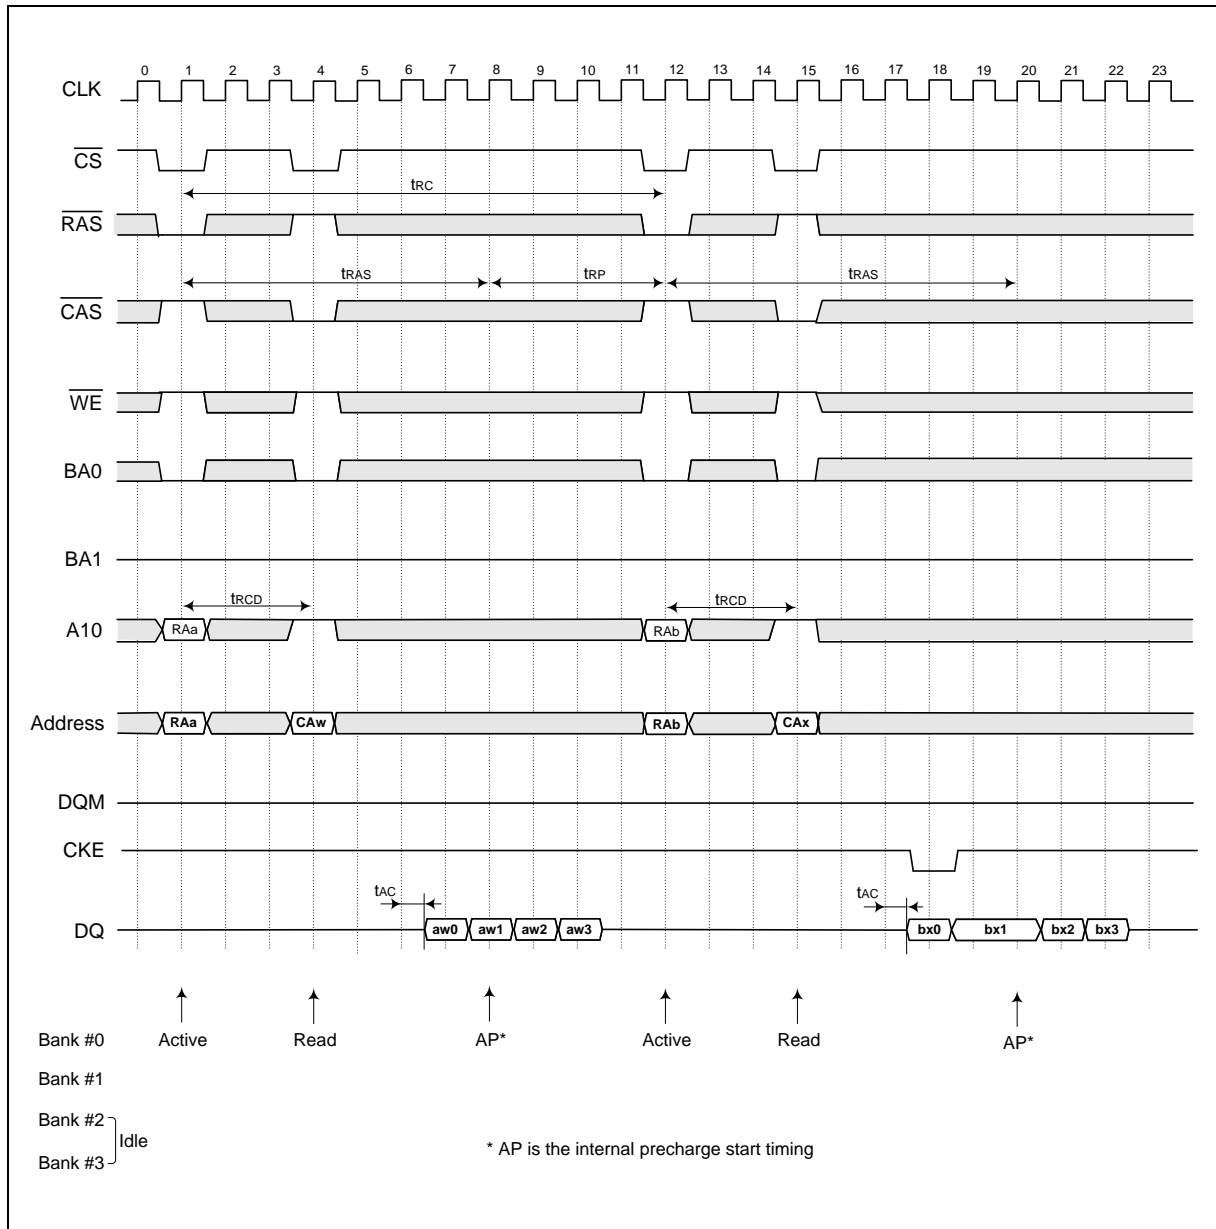 0 1 2 3 4 5 6 7 8 9 10 11 12 13 14 15 16 17 18 19 20 21 22 23
CLK
CS
tRC
RAS
tRAS tRP tRAS
CAS
WE
BA0
BA1
tRCD tRCD
A10 RAa RAb
Address RAa CAw RAb CAx
DQM
CKE
tAC tAC
DQ aw0 aw1 aw2 aw3 bx0 bx1 bx2 bx3
Bank #0 Active Read AP* Active Read AP*
Bank #1
Bank #2
Idle
Bank #3
* AP is the internal precharge start timing